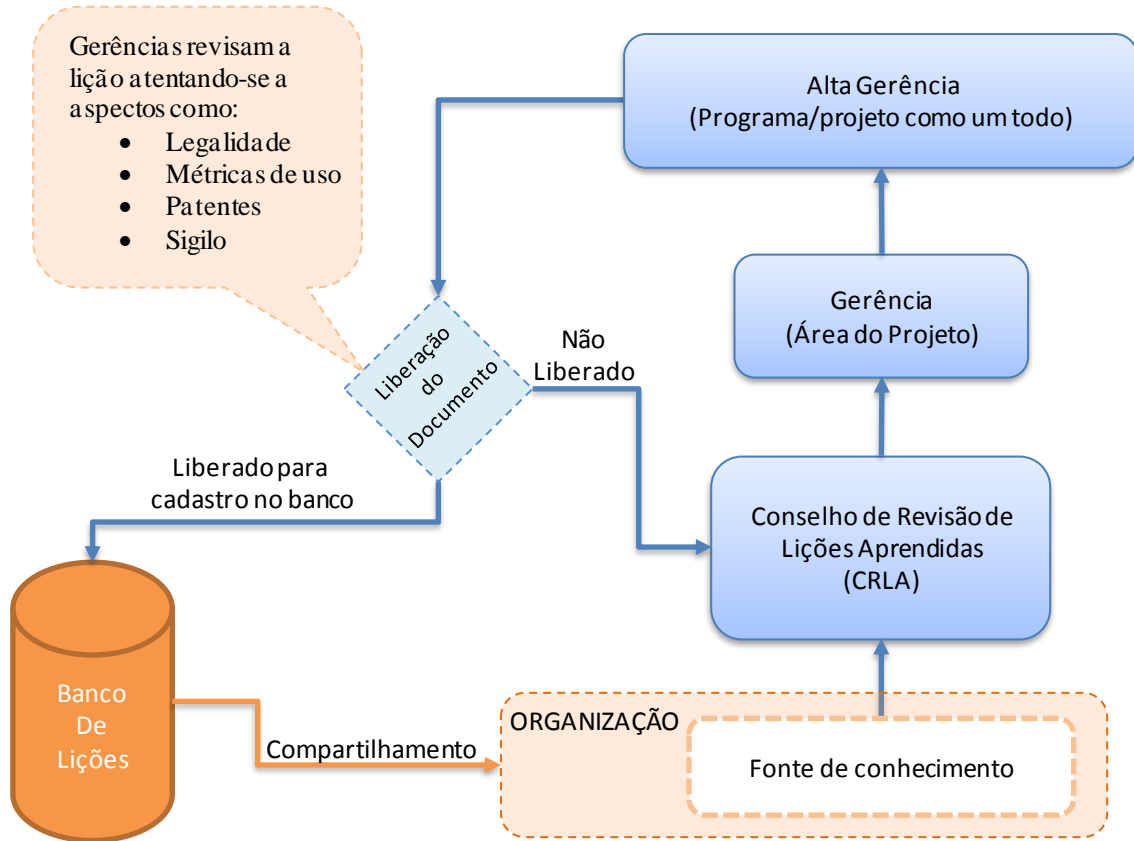 Gerências revisam a
lição atentando-se a
aspectos como:
• Legalidade
• Métricas de uso
• Patentes
• Sigilo
Alta Gerência
(Programa/projeto como um todo)
Gerência
(Área do Projeto)
Não
Liberado
Liberação
do
Documento
Liberado para
cadastro no banco
Conselho de Revisão de
Lições Aprendidas
(CRLA)
Banco
De
Lições
Compartilhamento
ORGANIZAÇÃO
Fonte de conhecimento